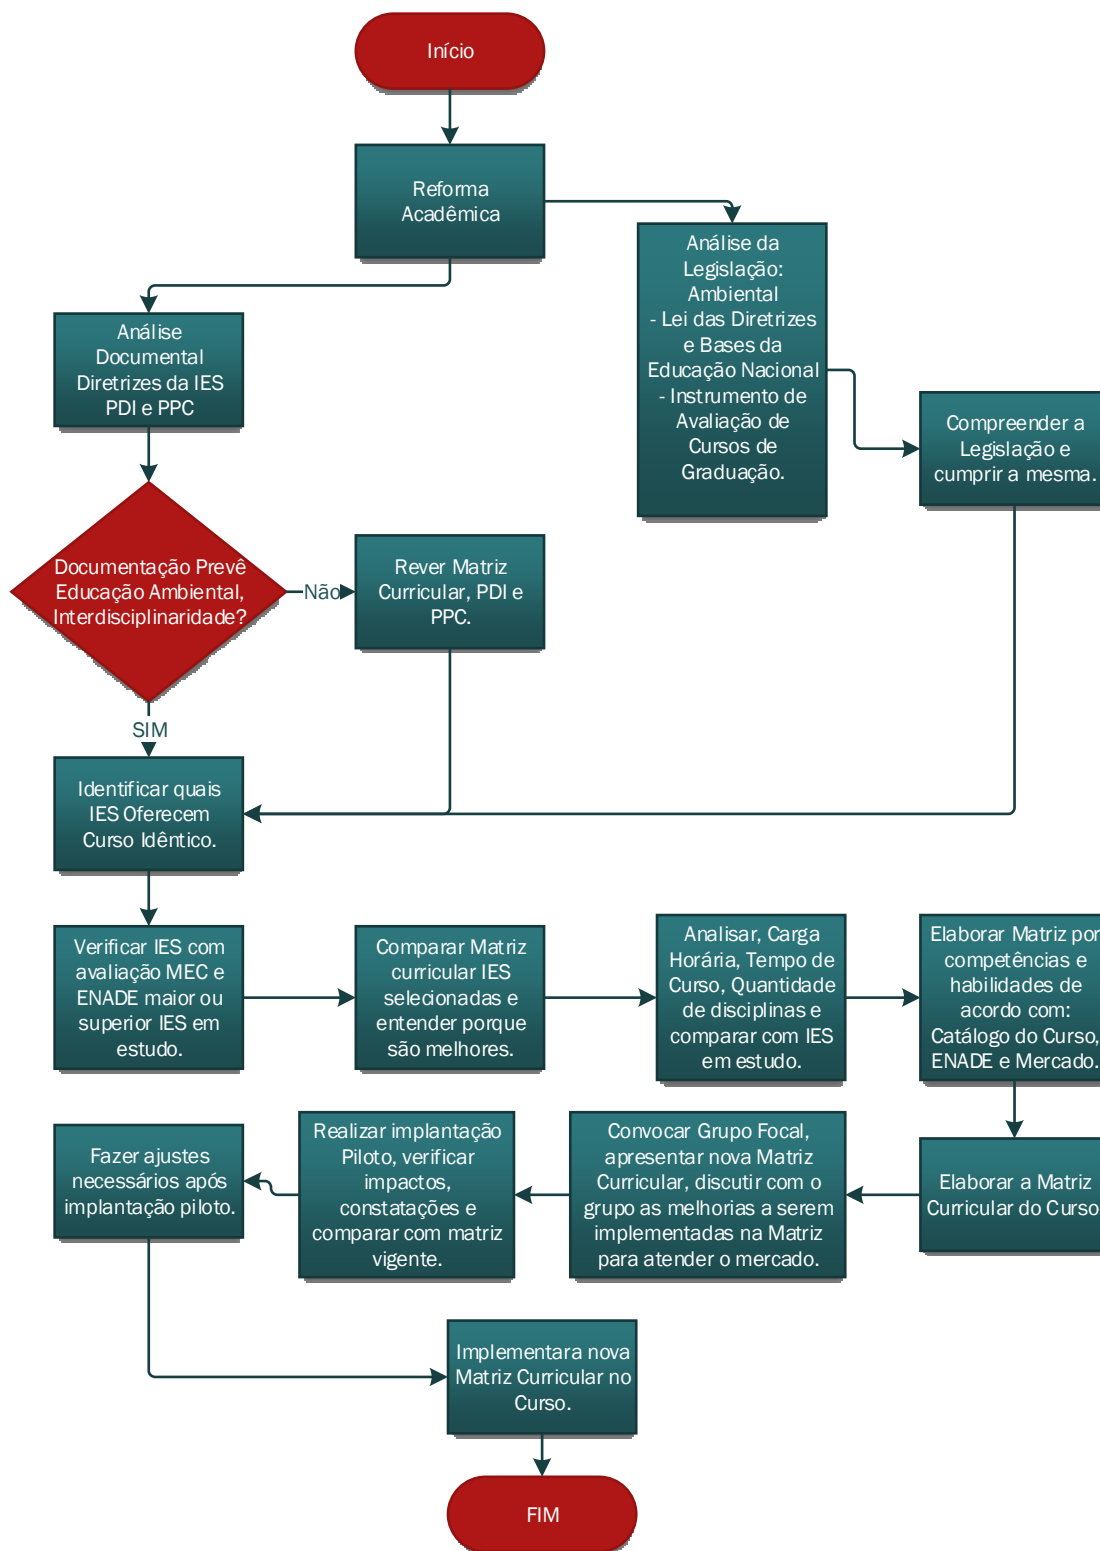 Início
Reforma
Acadêmica
Análise da
Legislação:
Ambiental
- Lei das Diretrizes
e Bases da
Educação Nacional
- Instrumento de
Avaliação de
Cursos de
Graduação.
Análise
Documental
Diretrizes da IES
PDI e PPC
Compreender a
Legislação e
cumprir a mesma.
Documentação Prevê
Educação Ambiental,
Interdisciplinaridade?
Não
Rever Matriz
Curricular, PDI e
PPC.
SIM
Identificar quais
IES Oferecem
Curso Idêntico.
Verificar IES com
avaliação MEC e
ENADE maior ou
superior IES em
estudo.
Comparar Matriz
curricular IES
selecionadas e
entender porque
são melhores.
Analisar, Carga
Horária, Tempo de
Curso, Quantidade
de disciplinas e
comparar com IES
em estudo.
Elaborar Matriz por
competências e
habilidades de
acordo com:
Catálogo do Curso,
ENADE e Mercado.
Elaborar a Matriz
Curricular do Curso
Convocar Grupo Focal,
apresentar nova Matriz
Curricular, discutir com o
grupo as melhorias a serem
implementadas na Matriz
para atender o mercado.
Realizar implantação
Piloto, verificar
impactos,
constatações e
comparar com matriz
vigente.
Fazer ajustes
necessários após
implantação piloto.
Implementara nova
Matriz Curricular no
Curso.
FIM